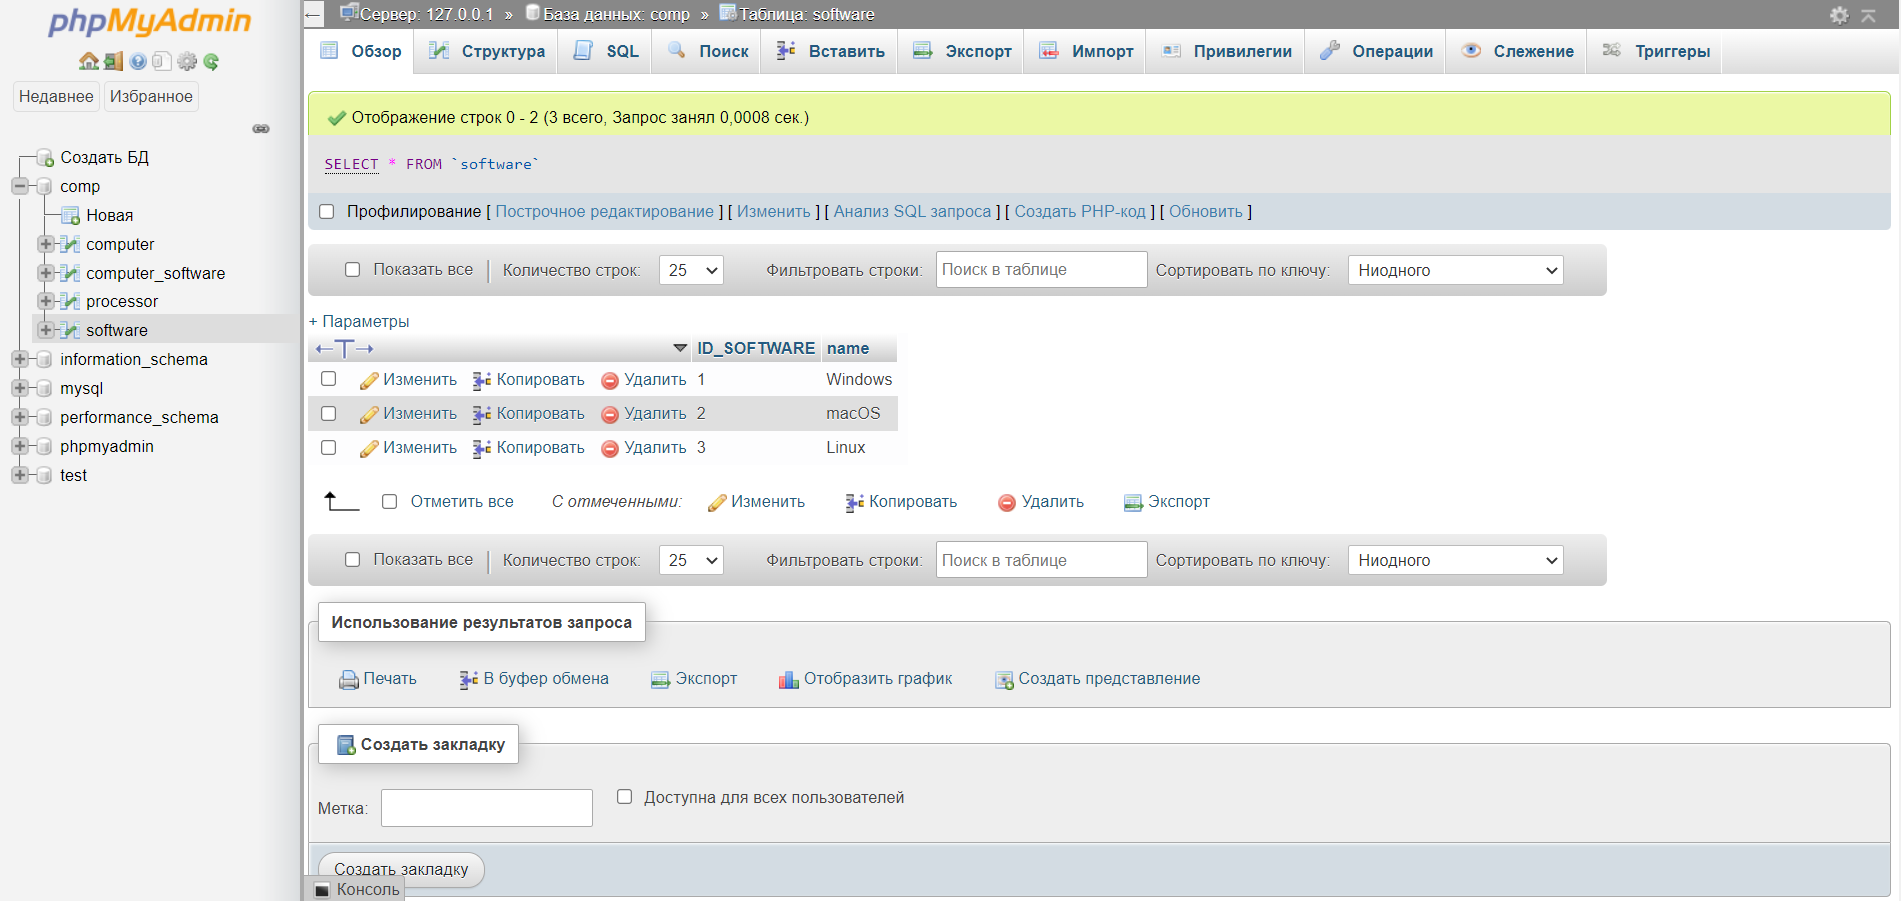 phpMyAdmin
Недавнее Избранное
Создать БД
comp
Новая
computer
computer_software
processor
software
information_schema
mysql
performance_schema
phpmyadmin
test
Сервер: 127.0.0.1 » База данных: comp » Таблица: software
Обзор Структура SQL Поиск Вставить Экспорт Импорт Привилегии Операции Слежение Триггеры
Отображение строк 0 - 2 (3 всего, Запрос занял 0,0008 сек.)
SELECT * FROM `software`
Профилирование [ Построчное редактирование ] [ Изменить ] [ Анализ SQL запроса ] [ Создать PHP-код ] [ Обновить ]
Показать все Количество строк: 25 Фильтровать строки: Поиск в таблице Сортировать по ключу: Ниодного
+ Параметры
←T→ ID_SOFTWARE name
Изменить Копировать Удалить 1 Windows
Изменить Копировать Удалить 2 macOS
Изменить Копировать Удалить 3 Linux
Отметить все С отмеченными: Изменить Копировать Удалить Экспорт
Показать все Количество строк: 25 Фильтровать строки: Поиск в таблице Сортировать по ключу: Ниодного
Использование результатов запроса
Печать В буфер обмена Экспорт Отобразить график Создать представление
Создать закладку
Метка: Доступна для всех пользователей
Создать закладку
Консоль